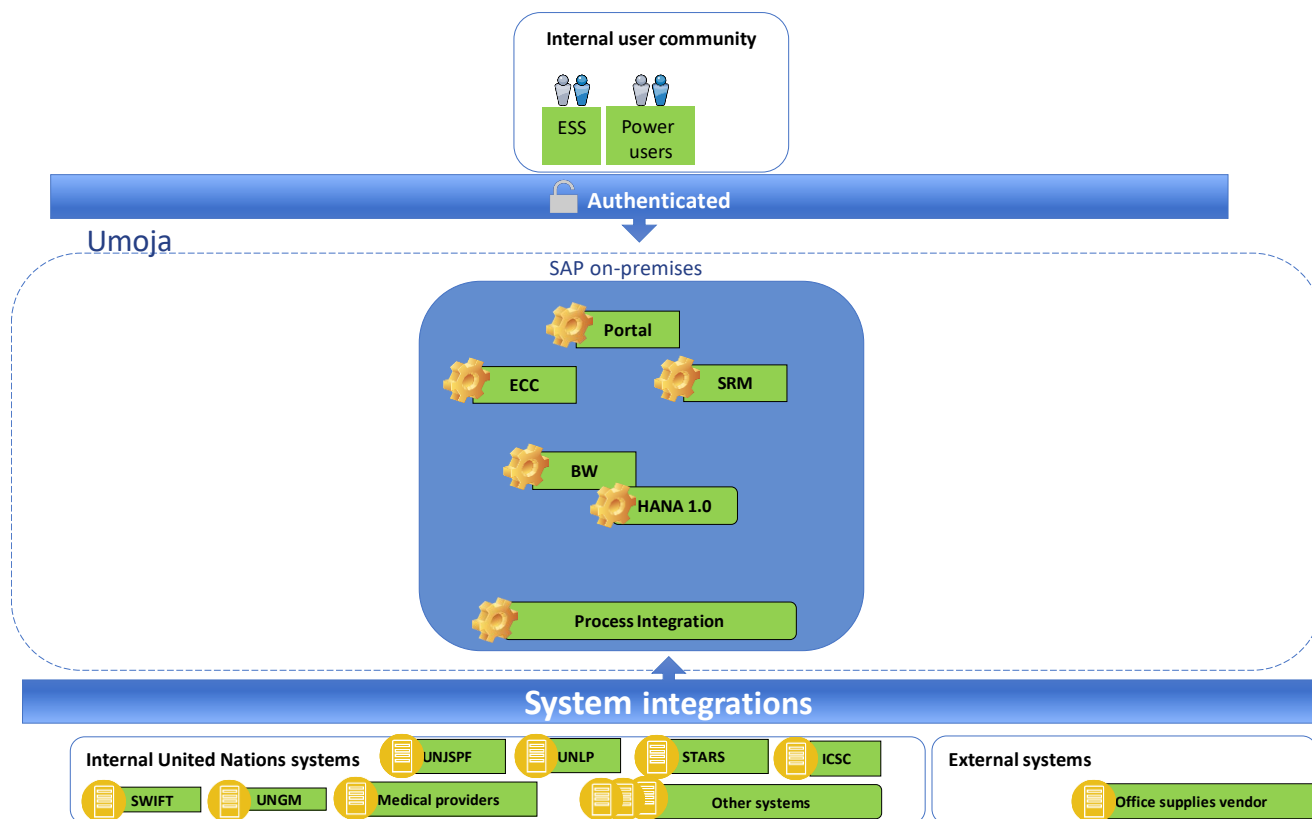 Internal user community
ESS
Power
users
Authenticated
Umoja
SAP on-premises
Portal
ECC
SRM
BW
HANA 1.0
Process Integration
System integrations
Internal United Nations systems
UNJSPF
UNLP
STARS
ICSC
SWIFT
UNGM
Medical providers
Other systems
External systems
Office supplies vendor